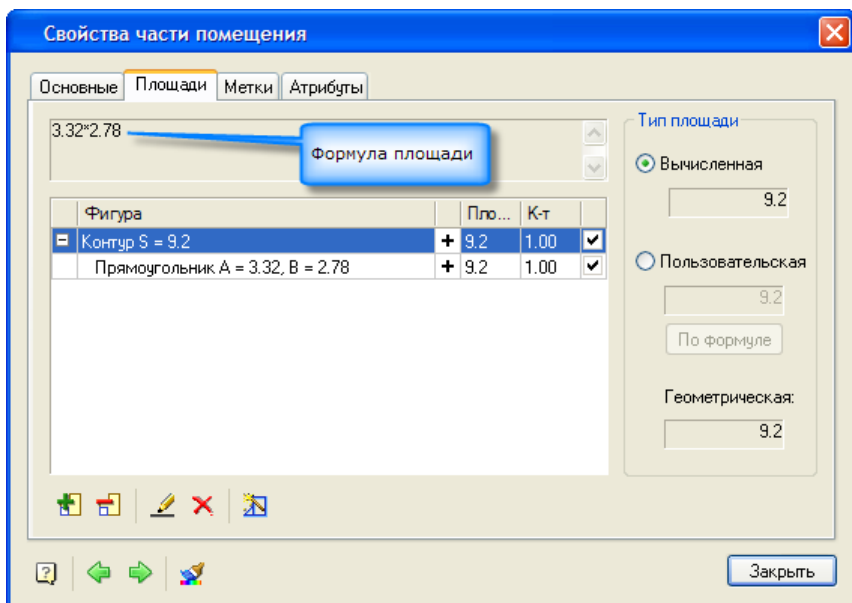 Свойства части помещения
Основные Площади Метки Атрибуты
3.32*2.78
Формула площади
Фигура Пло... К-т
Контур S = 9.2 + 9.2 1.00
Прямоугольник A = 3.32, B = 2.78 + 9.2 1.00
Тип площади
Вычисленная
9.2
Пользовательская
9.2
По формуле
Геометрическая:
9.2
Закрыть